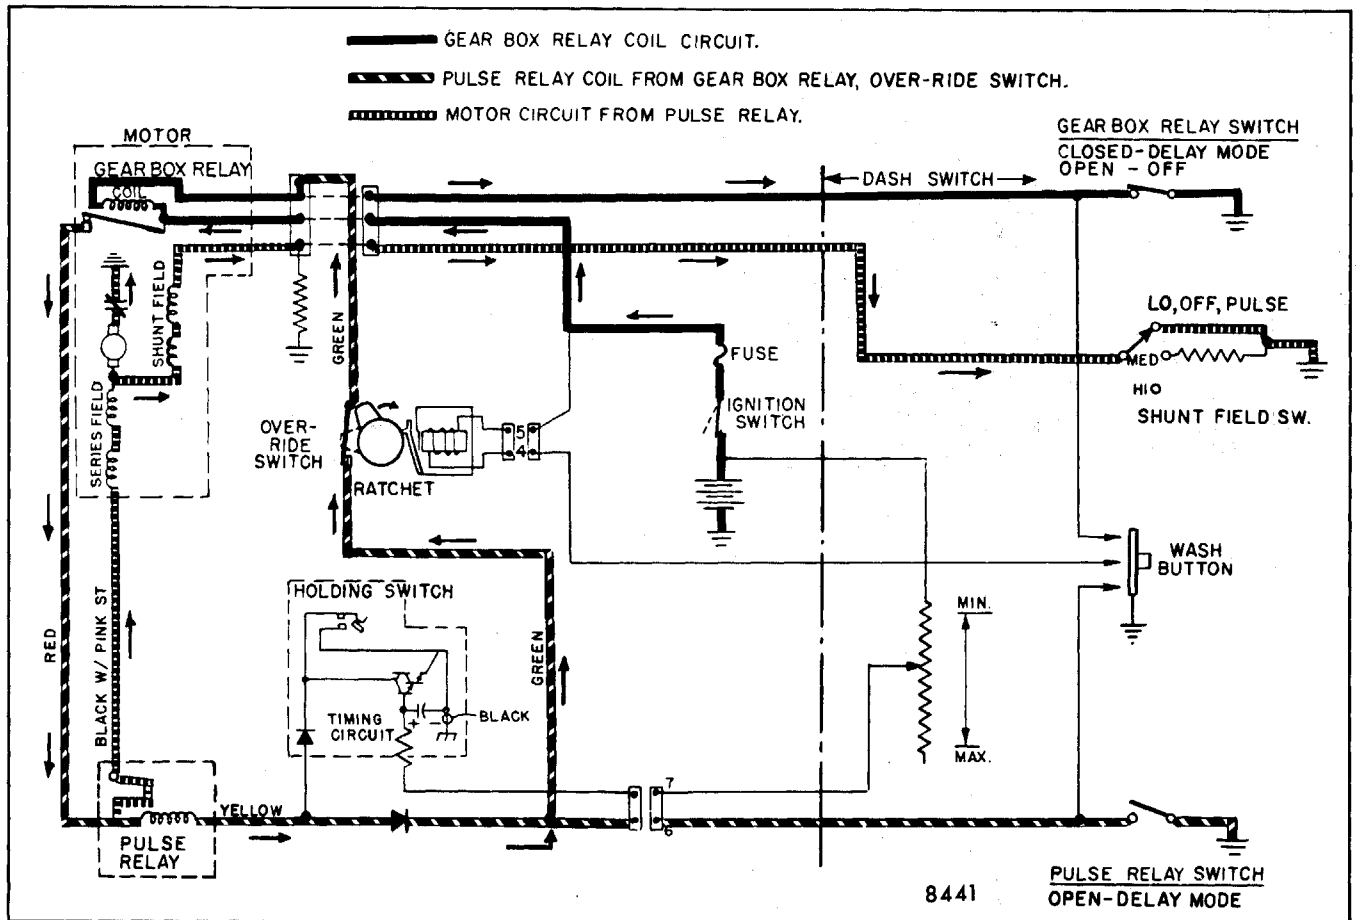 GEAR BOX RELAY COIL CIRCUIT.
PULSE RELAY COIL FROM GEAR BOX RELAY, OVER-RIDE SWITCH.
MOTOR CIRCUIT FROM PULSE RELAY.
MOTOR
GEAR BOX RELAY
COIL
GEAR BOX RELAY SWITCH
CLOSED-DELAY MODE
OPEN - OFF
DASH SWITCH
SHUNT FIELD
SERIES FIELD
GREEN
FUSE
IGNITION
SWITCH
LO, OFF, PULSE
MED
HI
SHUNT FIELD SW.
OVER-
RIDE
SWITCH
RATCHET
5
4
WASH
BUTTON
HOLDING SWITCH
TIMING
CIRCUIT
+
-
BLACK
GREEN
MIN.
MAX.
RED
BLACK W/ PINK ST
7
6
YELLOW
PULSE
RELAY
PULSE RELAY SWITCH
OPEN-DELAY MODE
8441